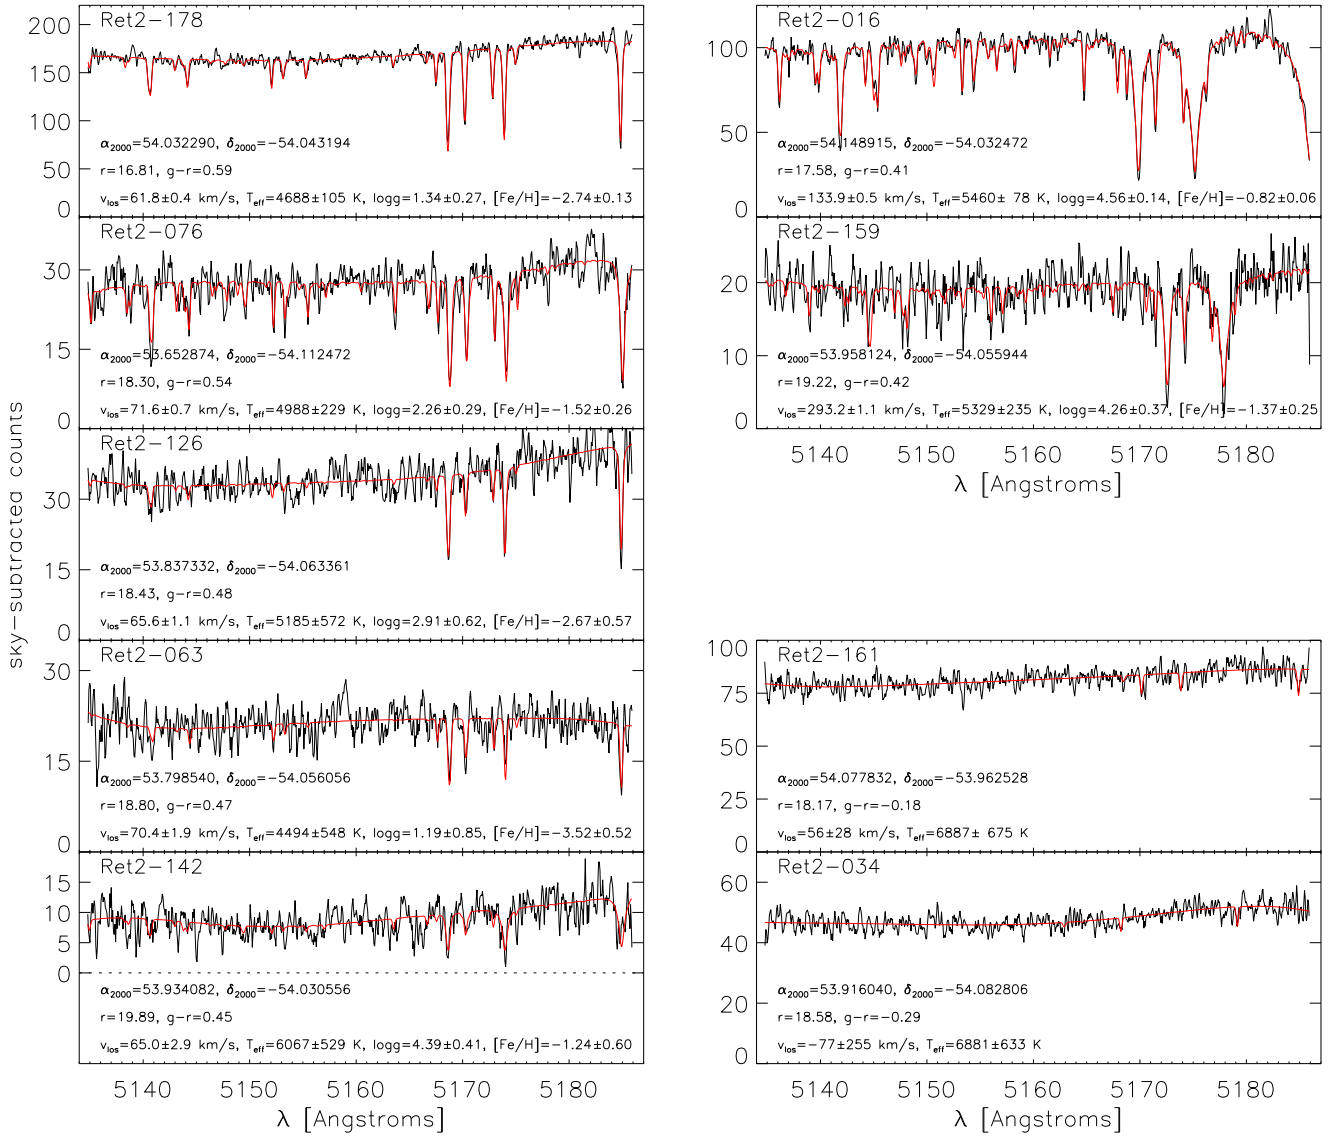 sky-subtracted counts
Ret2-178
200
150
100
50
0
α2000=54.032290, δ2000=-54.043194
r=16.81, g-r=0.59
vlos=61.8±0.4 km/s, Teff=4688±105 K, logg=1.34±0.27, [Fe/H]=-2.74±0.13
Ret2-076
30
15
0
α2000=53.652874, δ2000=-54.112472
r=18.30, g-r=0.54
vlos=71.6±0.7 km/s, Teff=4988±229 K, logg=2.26±0.29, [Fe/H]=-1.52±0.26
Ret2-126
30
15
0
α2000=53.837332, δ2000=-54.063361
r=18.43, g-r=0.48
vlos=65.6±1.1 km/s, Teff=5185±572 K, logg=2.91±0.62, [Fe/H]=-2.67±0.57
Ret2-063
30
15
0
α2000=53.798540, δ2000=-54.056056
r=18.80, g-r=0.47
vlos=70.4±1.9 km/s, Teff=4494±548 K, logg=1.19±0.85, [Fe/H]=-3.52±0.52
Ret2-142
15
10
5
0
α2000=53.934082, δ2000=-54.030556
r=19.89, g-r=0.45
vlos=65.0±2.9 km/s, Teff=6067±529 K, logg=4.39±0.41, [Fe/H]=-1.24±0.60
5140 5150 5160 5170 5180
λ [Angstroms]
Ret2-016
100
50
0
α2000=54.148915, δ2000=-54.032472
r=17.58, g-r=0.41
vlos=133.9±0.5 km/s, Teff=5460± 78 K, logg=4.56±0.14, [Fe/H]=-0.82±0.06
Ret2-159
20
10
0
α2000=53.958124, δ2000=-54.055944
r=19.22, g-r=0.42
vlos=293.2±1.1 km/s, Teff=5329±235 K, logg=4.26±0.37, [Fe/H]=-1.37±0.25
5140 5150 5160 5170 5180
λ [Angstroms]
Ret2-161
100
75
50
25
0
α2000=54.077832, δ2000=-53.962528
r=18.17, g-r=-0.18
vlos=56±28 km/s, Teff=6887± 675 K
Ret2-034
60
40
20
0
α2000=53.916040, δ2000=-54.082806
r=18.58, g-r=-0.29
vlos=-77±255 km/s, Teff=6881±633 K
5140 5150 5160 5170 5180
λ [Angstroms]